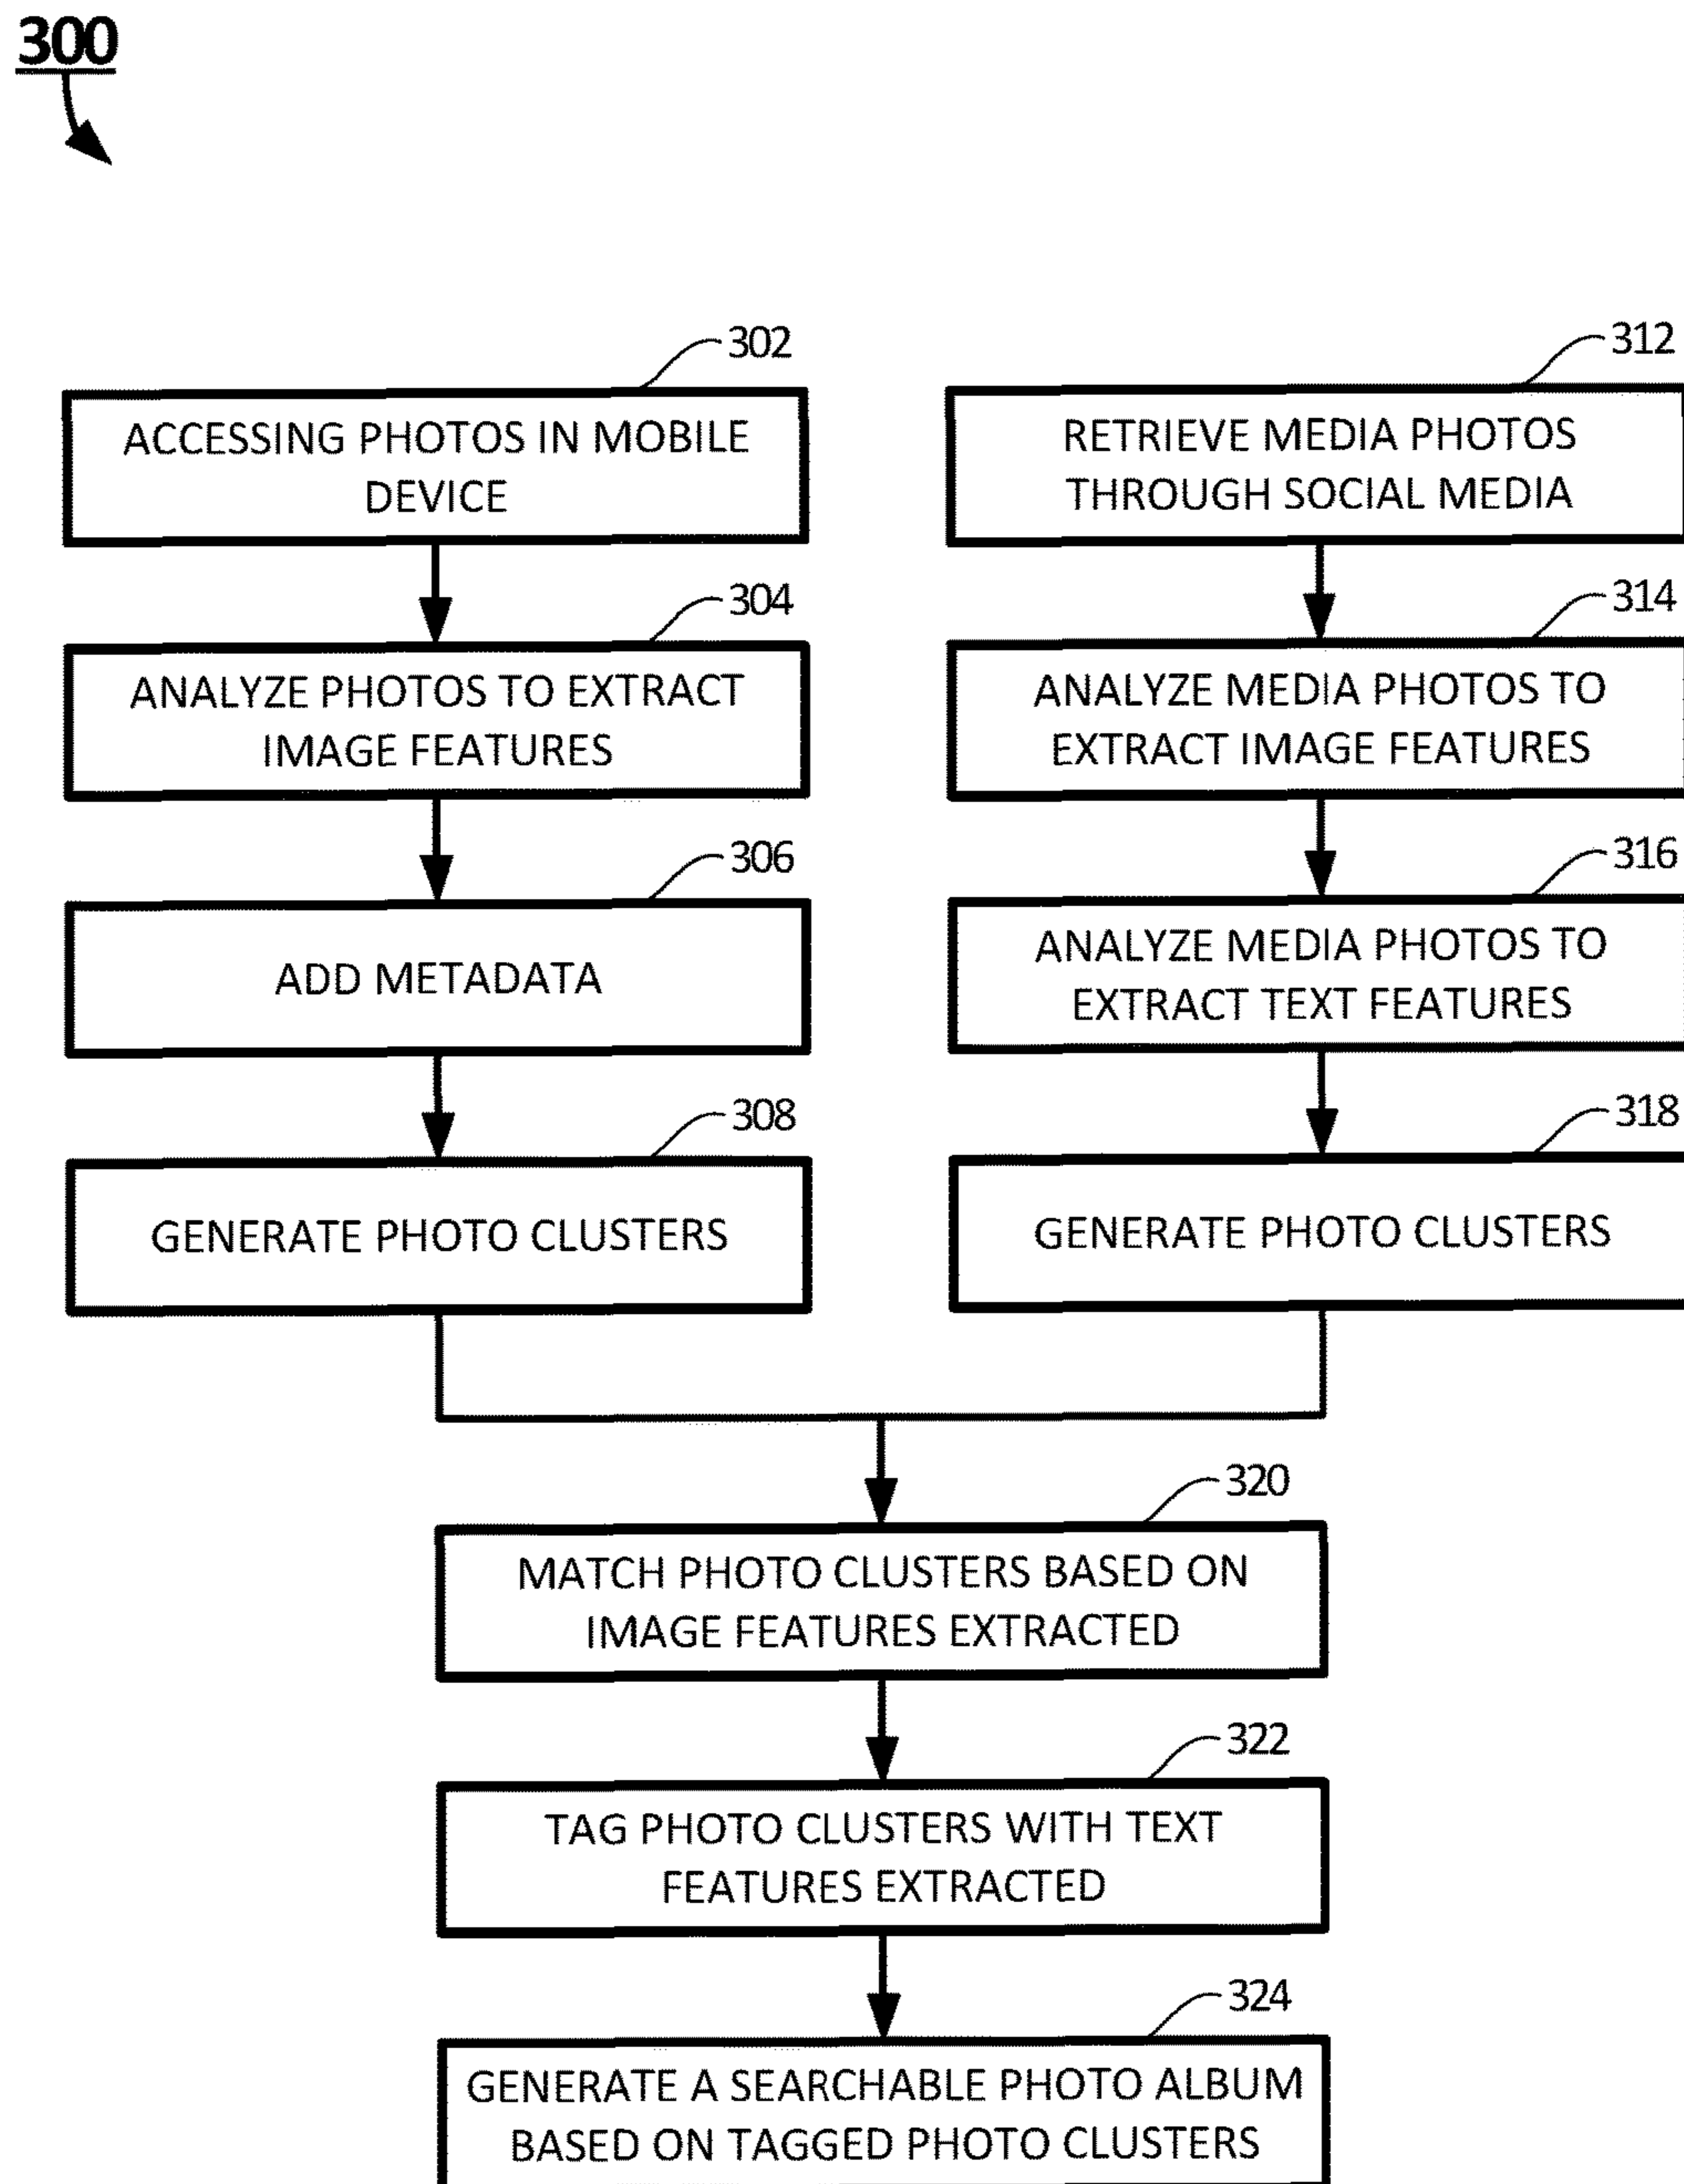 300
302
ACCESSING PHOTOS IN MOBILE
DEVICE
304
ANALYZE PHOTOS TO EXTRACT
IMAGE FEATURES
306
ADD METADATA
308
GENERATE PHOTO CLUSTERS
312
RETRIEVE MEDIA PHOTOS
THROUGH SOCIAL MEDIA
314
ANALYZE MEDIA PHOTOS TO
EXTRACT IMAGE FEATURES
316
ANALYZE MEDIA PHOTOS TO
EXTRACT TEXT FEATURES
318
GENERATE PHOTO CLUSTERS
320
MATCH PHOTO CLUSTERS BASED ON
IMAGE FEATURES EXTRACTED
322
TAG PHOTO CLUSTERS WITH TEXT
FEATURES EXTRACTED
324
GENERATE A SEARCHABLE PHOTO ALBUM
BASED ON TAGGED PHOTO CLUSTERS